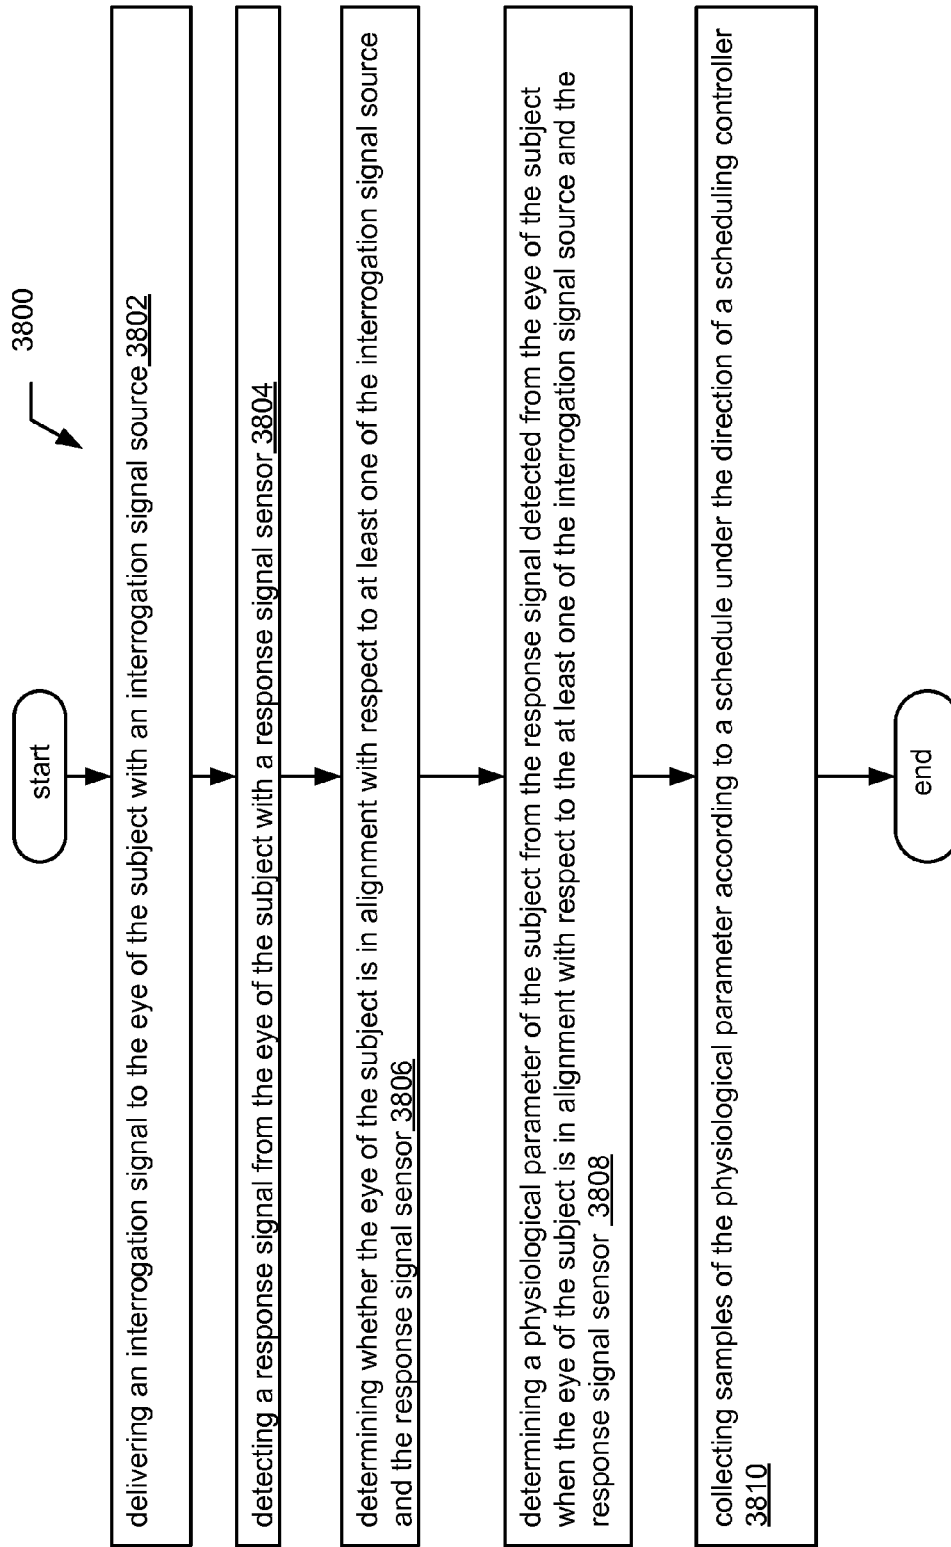 3800
start
delivering an interrogation signal to the eye of the subject with an interrogation signal source 3802
detecting a response signal from the eye of the subject with a response signal sensor 3804
determining whether the eye of the subject is in alignment with respect to at least one of the interrogation signal source
and the response signal sensor 3806
determining a physiological parameter of the subject from the response signal detected from the eye of the subject
when the eye of the subject is in alignment with respect to the at least one of the interrogation signal source and the
response signal sensor 3808
collecting samples of the physiological parameter according to a schedule under the direction of a scheduling controller
3810
end